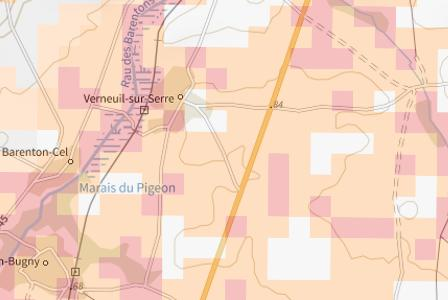 Rau des Barentons
Verneuil-sur-Serre
84
Barenton-Cel
Marais du Pigeon
n-Bugny
68